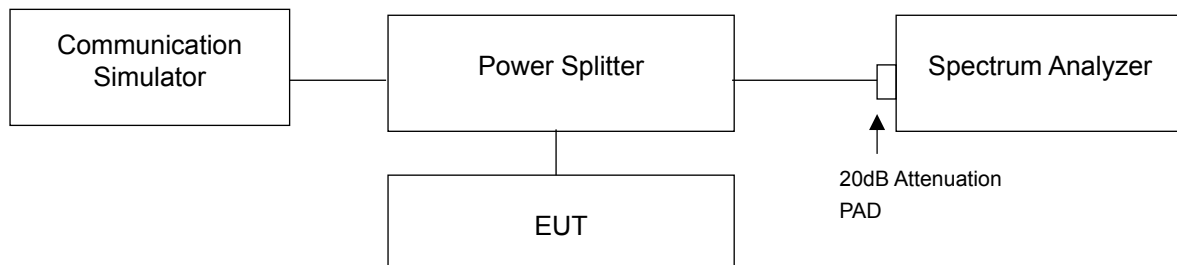 Communication
Simulator
Power Splitter
Spectrum Analyzer
20dB Attenuation
PAD
EUT